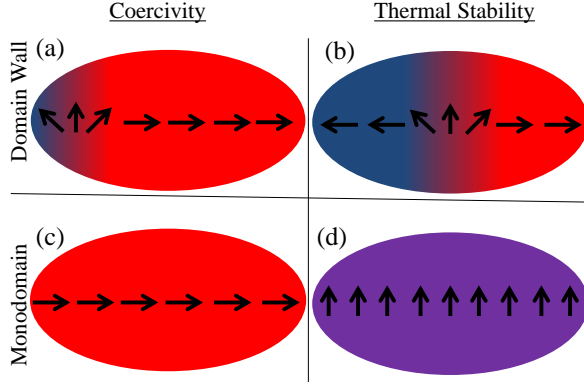 Coercivity
Thermal Stability
Domain Wall
(a)
(b)
Monodomain
(c)
(d)